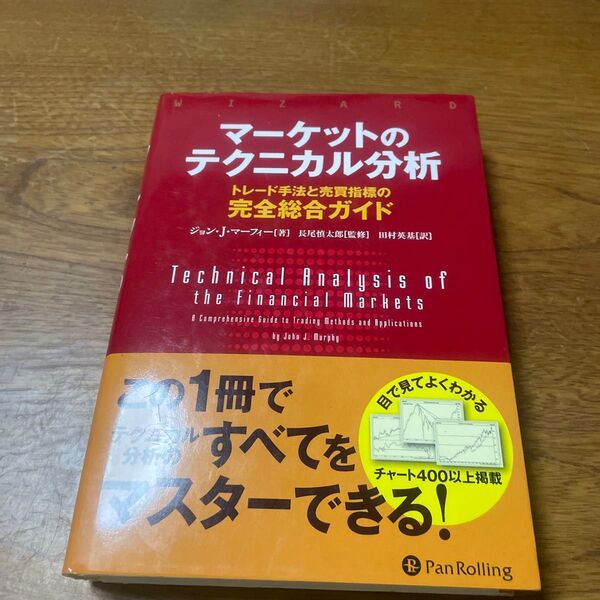 WIZARD
マーケットの
テクニカル分析
トレード手法と売買指標の
完全総合ガイド
ジョン・J・マーフィー[著] 長尾慎太郎[監修] 田村英基[訳]
Technical Analysis of
the Financial Markets
A Comprehensive Guide to Trading Methods and Applications
by John J. Murphy
この1冊で
テクニカル
分析の
すべてを
マスターできる!
目で見てよくわかる
チャート400以上掲載
PanRolling